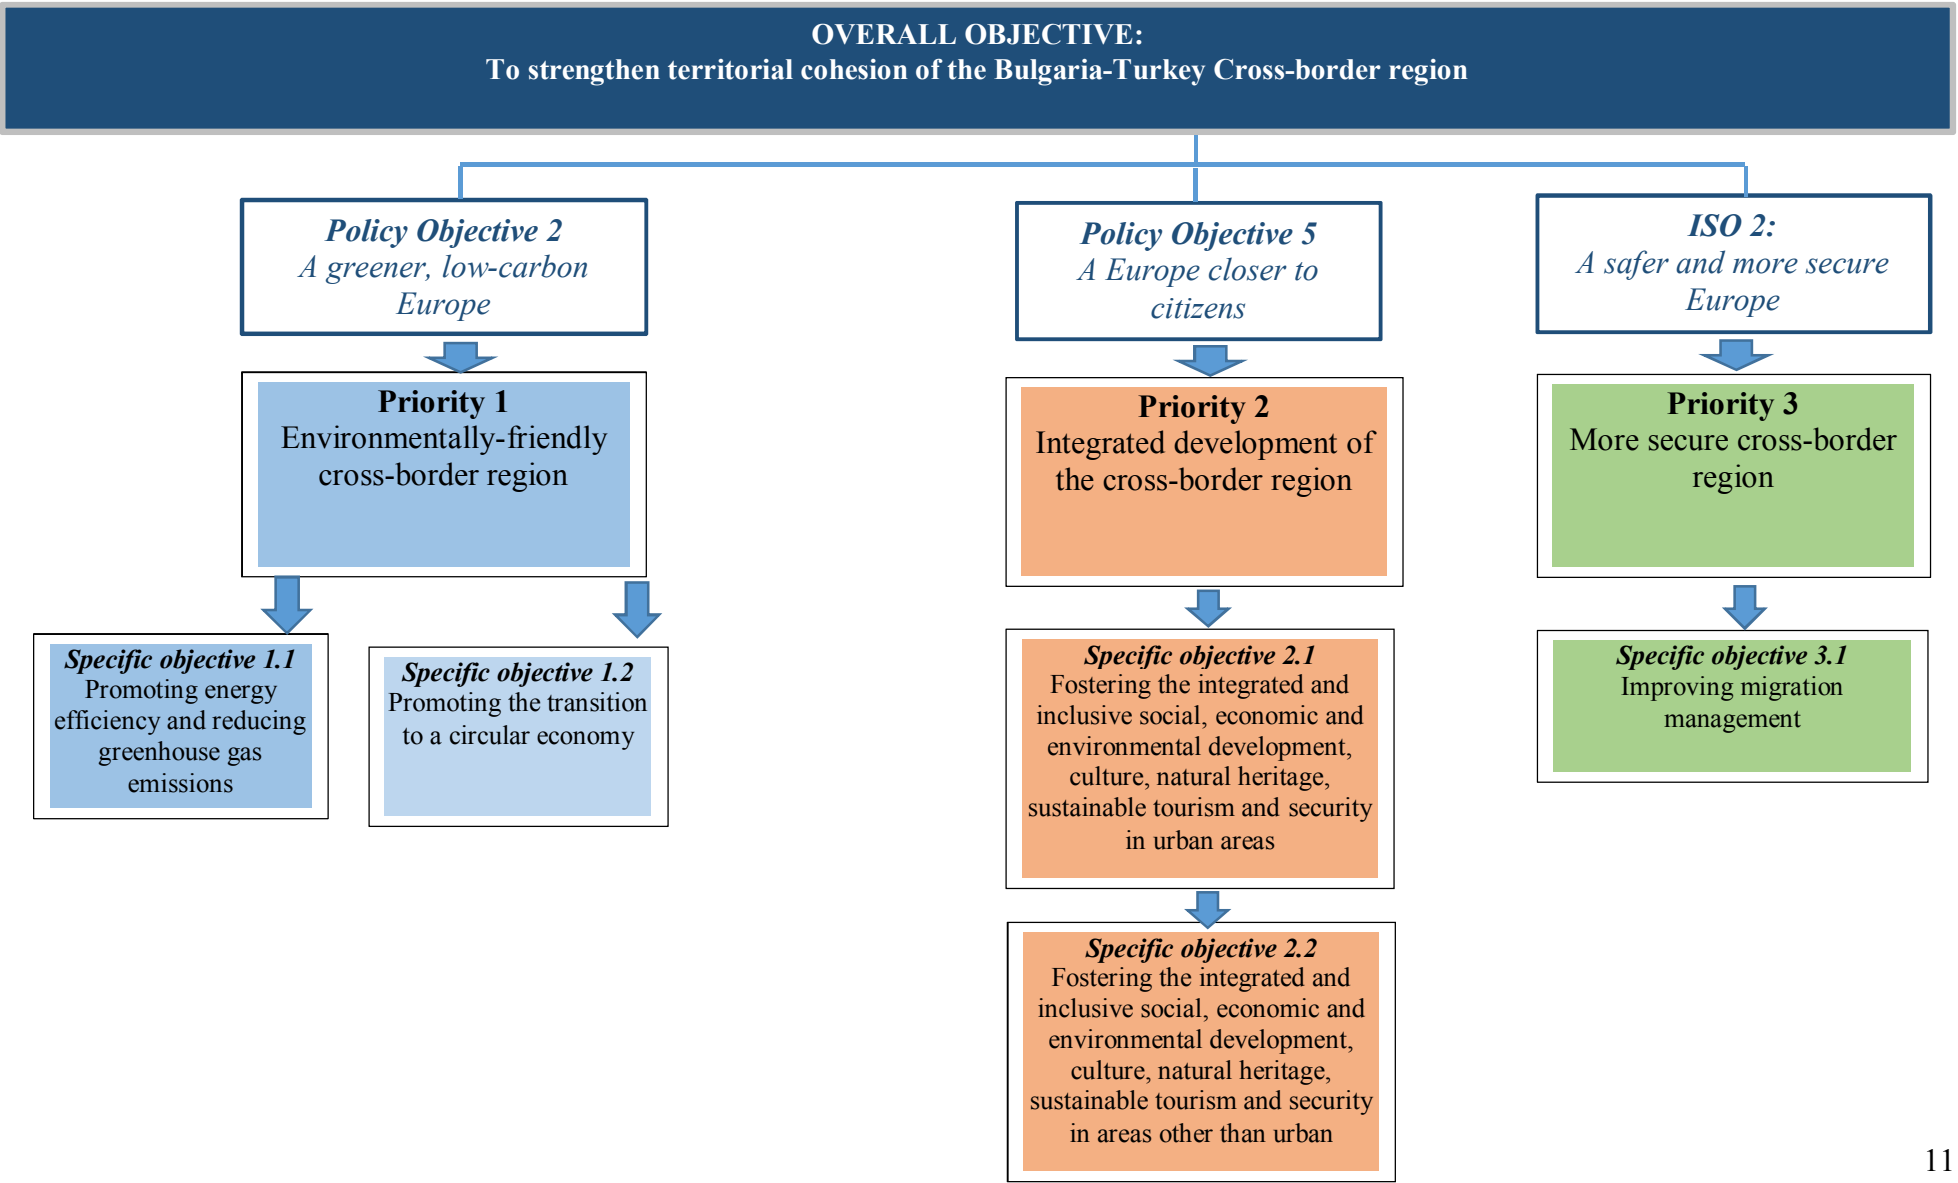 OVERALL OBJECTIVE:
To strengthen territorial cohesion of the Bulgaria-Turkey Cross-border region
Policy Objective 2
A greener, low-carbon
Europe
Policy Objective 5
A Europe closer to
citizens
ISO 2:
A safer and more secure
Europe
Priority 1
Environmentally-friendly
cross-border region
Priority 2
Integrated development of
the cross-border region
Priority 3
More secure cross-border
region
Specific objective 1.1
Promoting energy
efficiency and reducing
greenhouse gas
emissions
Specific objective 1.2
Promoting the transition
to a circular economy
Specific objective 2.1
Fostering the integrated and
inclusive social, economic and
environmental development,
culture, natural heritage,
sustainable tourism and security
in urban areas
Specific objective 3.1
Improving migration
management
Specific objective 2.2
Fostering the integrated and
inclusive social, economic and
environmental development,
culture, natural heritage,
sustainable tourism and security
in areas other than urban
11